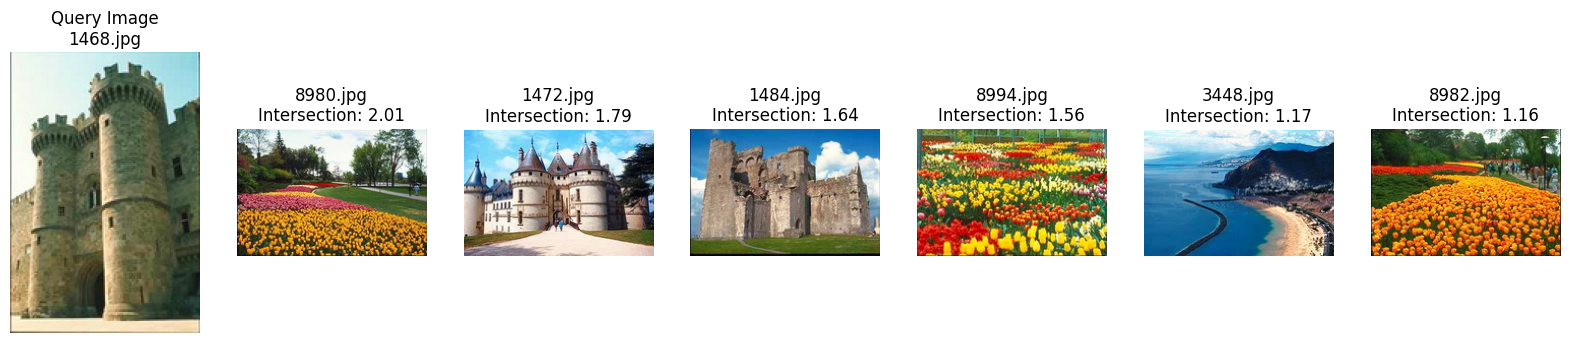 Query Image
1468.jpg
8980.jpg
Intersection: 2.01
1472.jpg
Intersection: 1.79
1484.jpg
Intersection: 1.64
8994.jpg
Intersection: 1.56
3448.jpg
Intersection: 1.17
8982.jpg
Intersection: 1.16